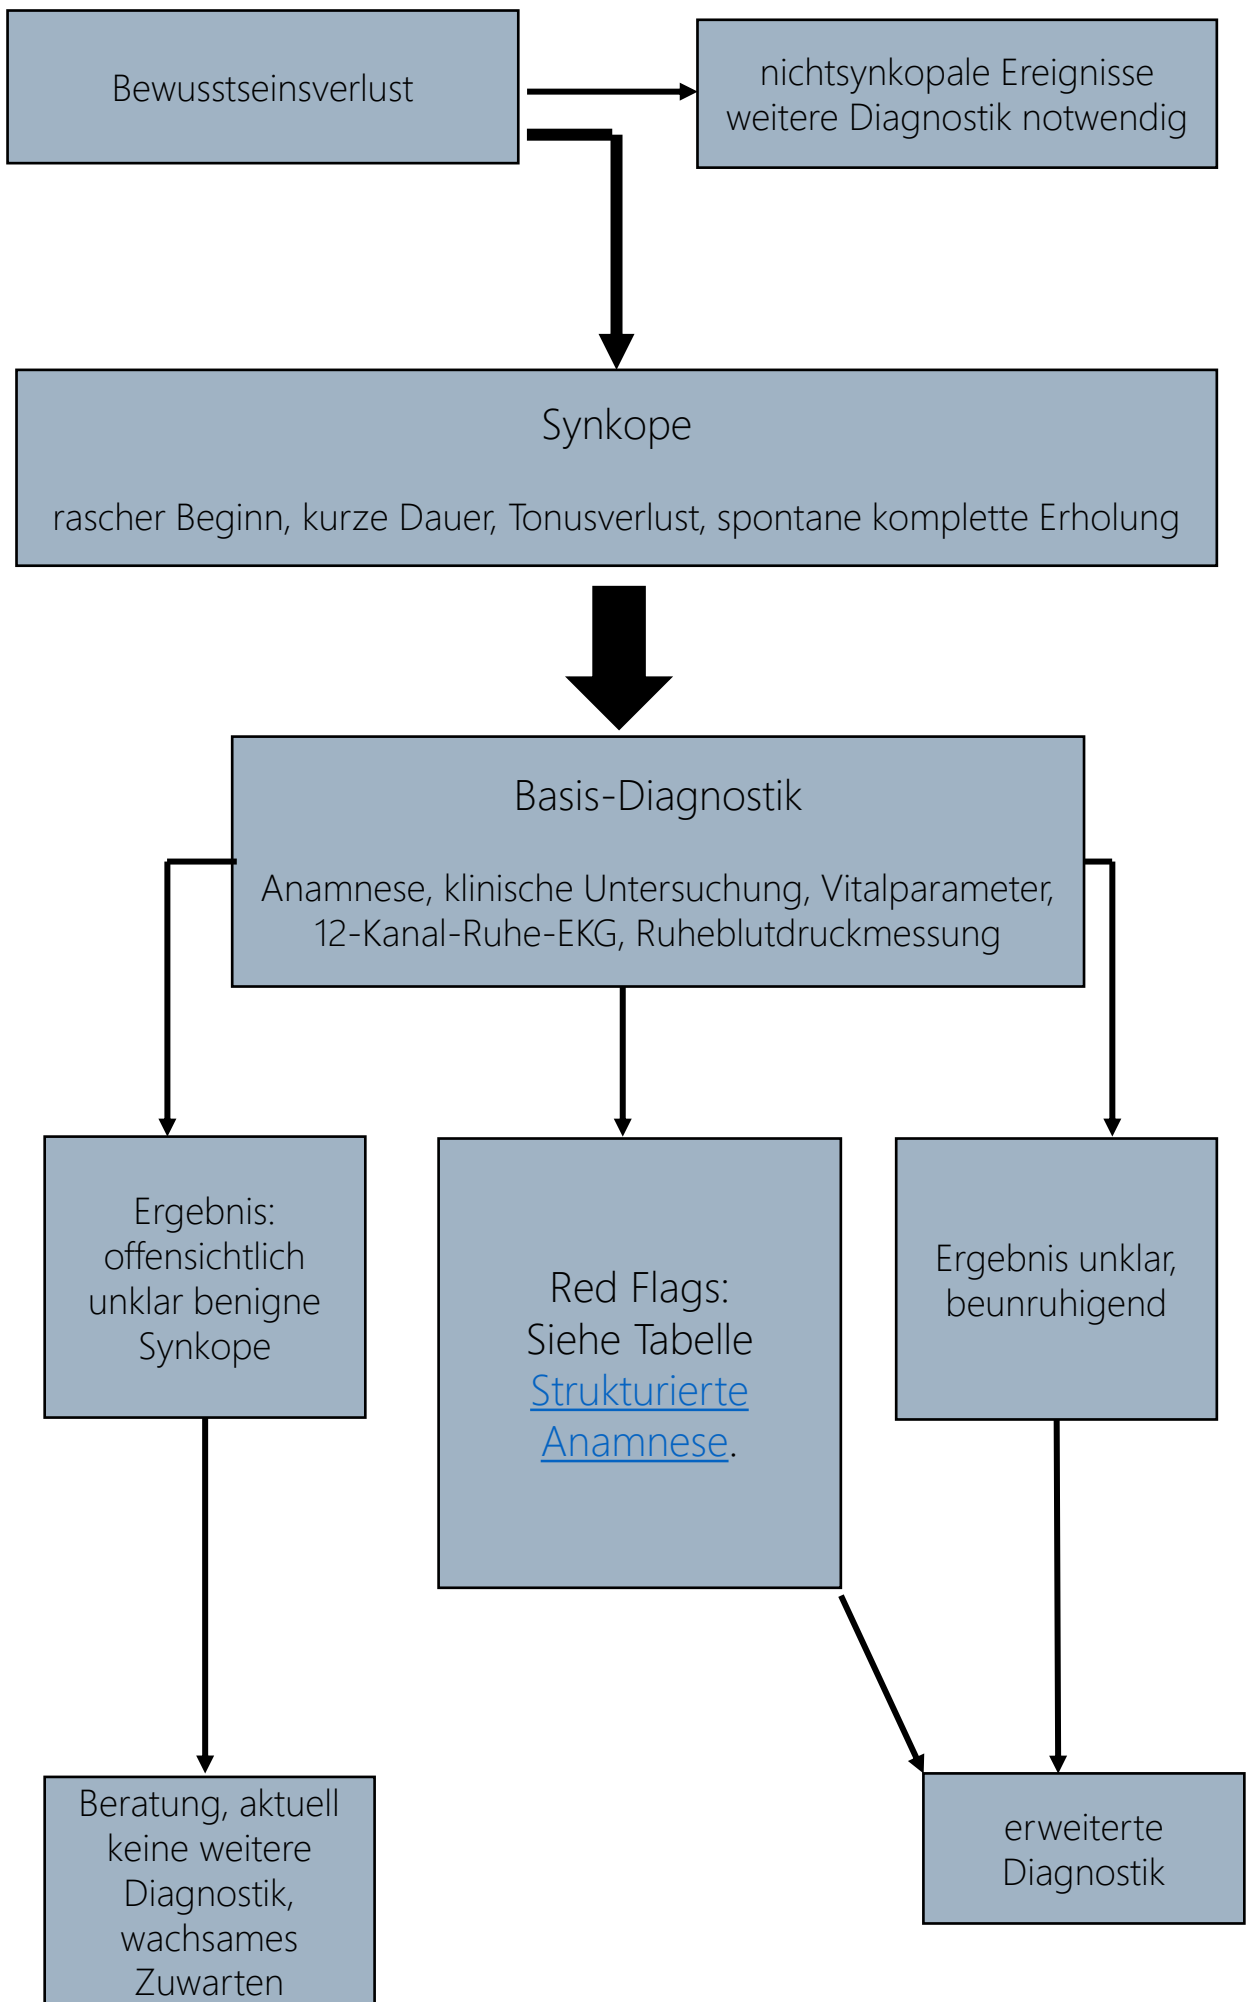 Bewusstseinsverlust
nichtsynkopale Ereignisse
weitere Diagnostik notwendig
Synkope
rascher Beginn, kurze Dauer, Tonusverlust, spontane komplette Erholung
Basis-Diagnostik
Anamnese, klinische Untersuchung, Vitalparameter,
12-Kanal-Ruhe-EKG, Ruheblutdruckmessung
Ergebnis:
offensichtlich
unklar benigne
Synkope
Red Flags:
Siehe Tabelle
Strukturierte
Anamnese.
Ergebnis unklar,
beunruhigend
Beratung, aktuell
keine weitere
Diagnostik,
wachsames
Zuwarten
erweiterte
Diagnostik